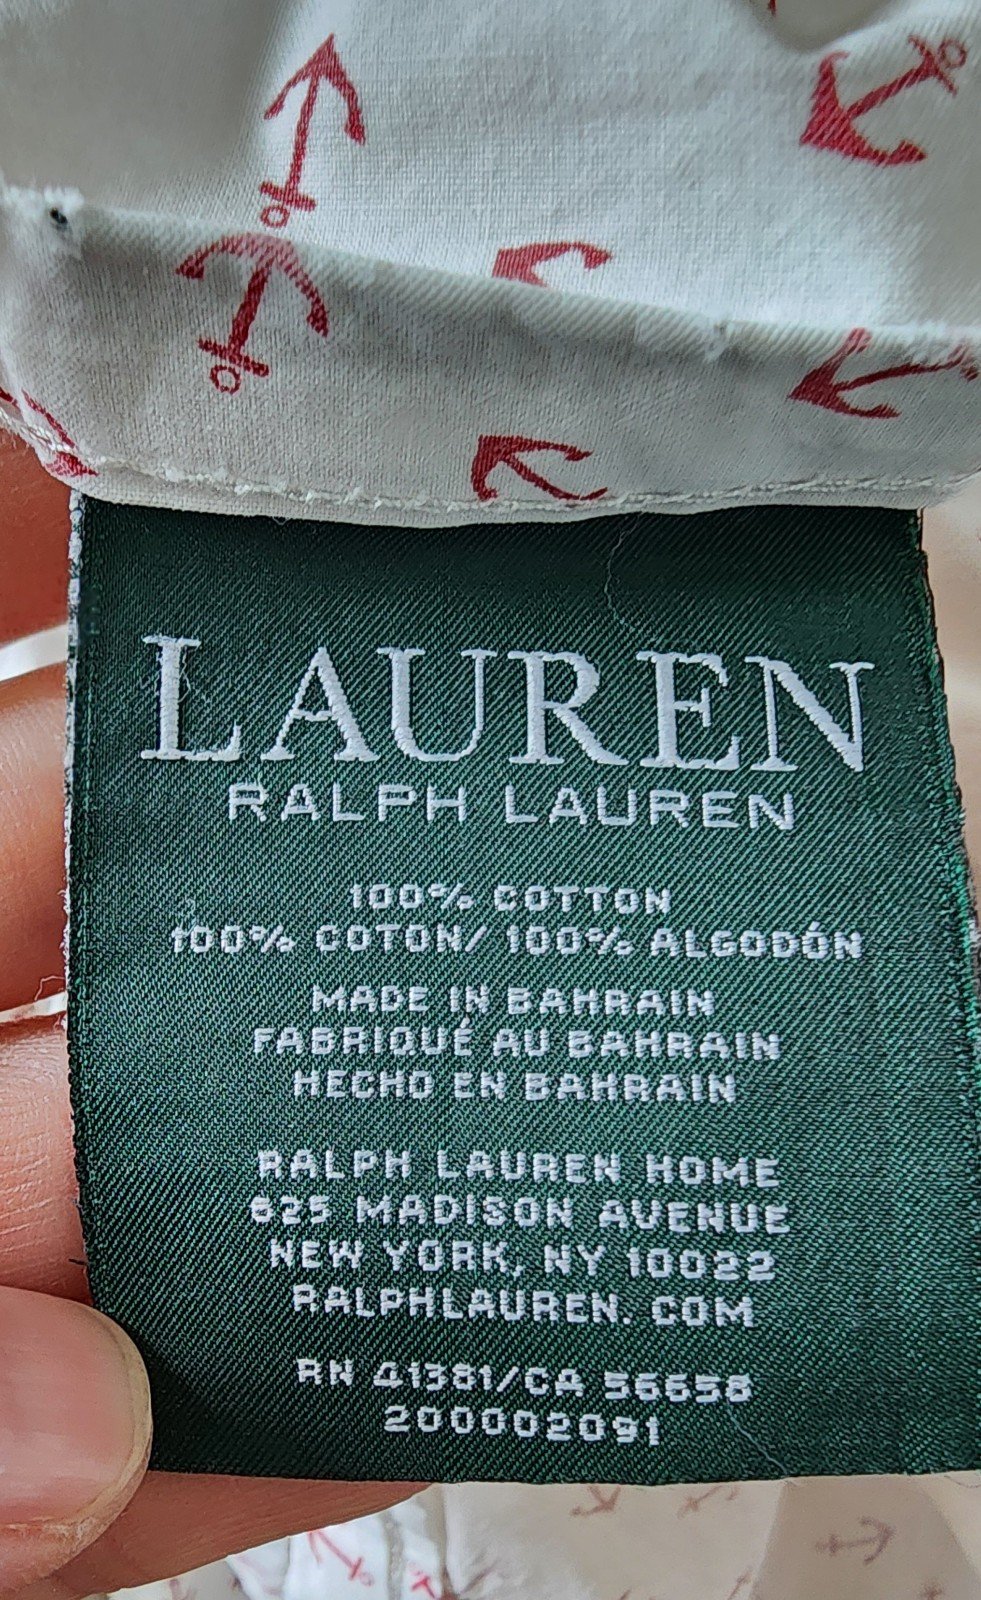 LAUREN
RALPH LAUREN
100% COTTON
100% COTON/ 100% ALGODÓN
MADE IN BAHRAIN
FABRIQUÉ AU BAHRAIN
HECHO EN BAHRAIN
RALPH LAUREN HOME
625 MADISON AVENUE
NEW YORK, NY 10022
RALPHLAUREN. COM
RN 41381/CA 56658
200002091